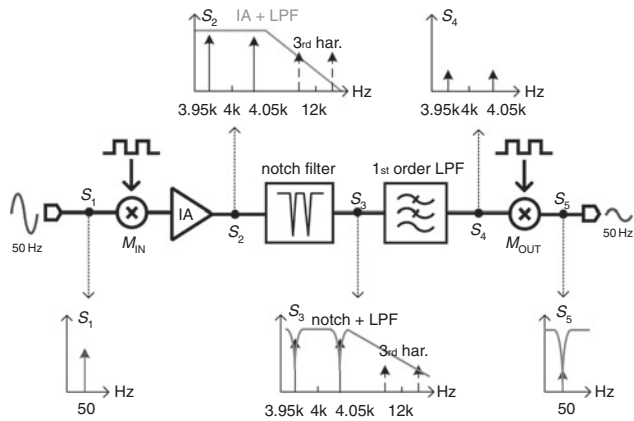 S2 IA + LPF
3rd har.
Hz
3.95k 4k 4.05k 12k
S4
Hz
3.95k 4k 4.05k
50 Hz
S1
MIN
IA
S2
notch filter
S3
1st order LPF
S4
MOUT
S5
50 Hz
S1
Hz
50
S3 notch + LPF
3rd har.
Hz
3.95k 4k 4.05k 12k
S5
Hz
50